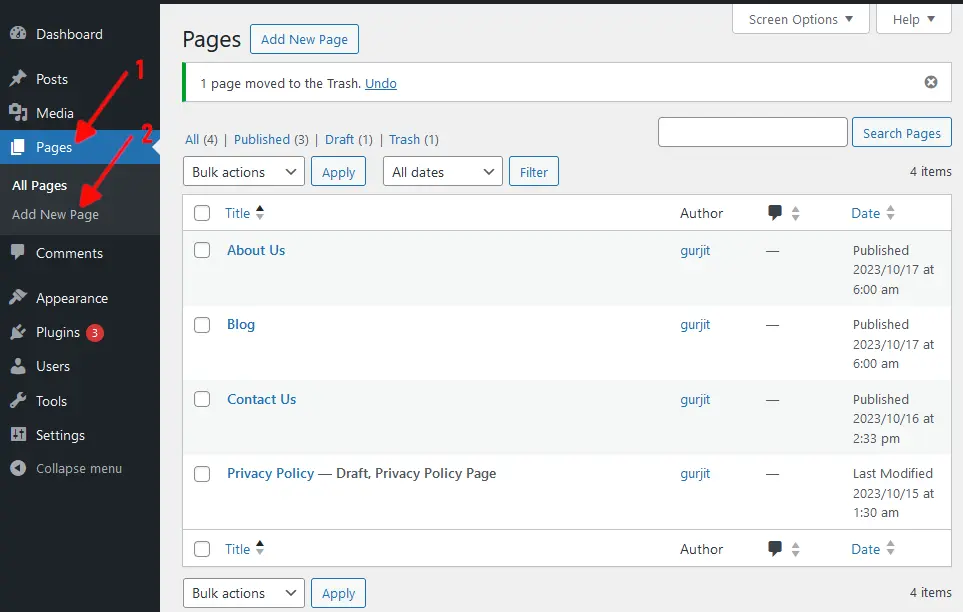 Screen Options ▼ Help ▼
Dashboard
Pages Add New Page
1
Posts
1 page moved to the Trash. Undo
Media
2
All (4) | Published (3) | Draft (1) | Trash (1)
Search Pages
Pages
Bulk actions Apply All dates Filter 4 items
All Pages
Add New Page
Title Author Date
About Us gurjit — Published
2023/10/17 at
6:00 am
Comments
Appearance
Plugins 3
Users
Tools
Settings
Collapse menu
Blog gurjit — Published
2023/10/17 at
6:00 am
Contact Us gurjit — Published
2023/10/16 at
2:33 pm
Privacy Policy — Draft, Privacy Policy Page gurjit — Last Modified
2023/10/15 at
1:30 am
Title Author Date
Bulk actions Apply 4 items